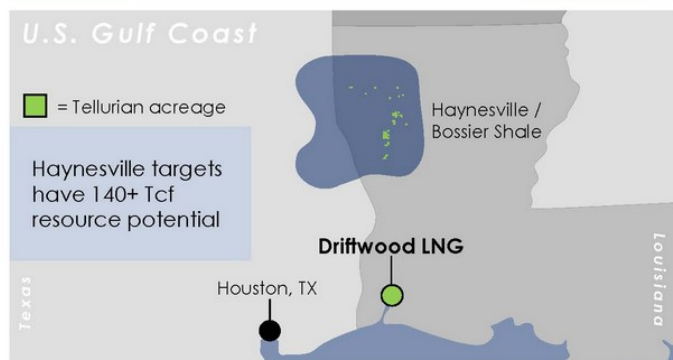 U.S. Gulf Coast
= Tellurian acreage
Haynesville /
Bossier Shale
Haynesville targets
have 140+ Tcf
resource potential
Driftwood LNG
Houston, TX
Texas
Louisiana